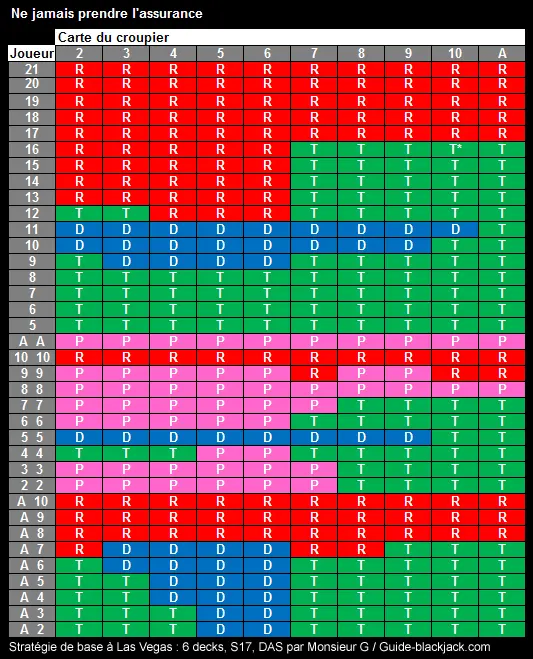 Ne jamais prendre l'assurance
Carte du croupier
Joueur 2 3 4 5 6 7 8 9 10 A
21 R R R R R R R R R R
20 R R R R R R R R R R
19 R R R R R R R R R R
18 R R R R R R R R R R
17 R R R R R R R R R R
16 R R R R R T T T T* T
15 R R R R R T T T T T
14 R R R R R T T T T T
13 R R R R R T T T T T
12 T T R R R T T T T T
11 D D D D D D D D D T
10 D D D D D D D D T T
9 T D D D D T T T T T
8 T T T T T T T T T T
7 T T T T T T T T T T
6 T T T T T T T T T T
5 T T T T T T T T T T
A A P P P P P P P P P P
10 10 R R R R R R R R R R
9 9 P P P P P R P P R R
8 8 P P P P P P P P P P
7 7 P P P P P P T T T T
6 6 P P P P P T T T T T
5 5 D D D D D D D D T T
4 4 T T T P P T T T T T
3 3 P P P P P P T T T T
2 2 P P P P P P T T T T
A 10 R R R R R R R R R R
A 9 R R R R R R R R R R
A 8 R R R R R R R R R R
A 7 R D D D D R R T T T
A 6 T D D D D T T T T T
A 5 T T D D D T T T T T
A 4 T T D D D T T T T T
A 3 T T T D D T T T T T
A 2 T T T D D T T T T T
Stratégie de base à Las Vegas : 6 decks, S17, DAS par Monsieur G / Guide-blackjack.com